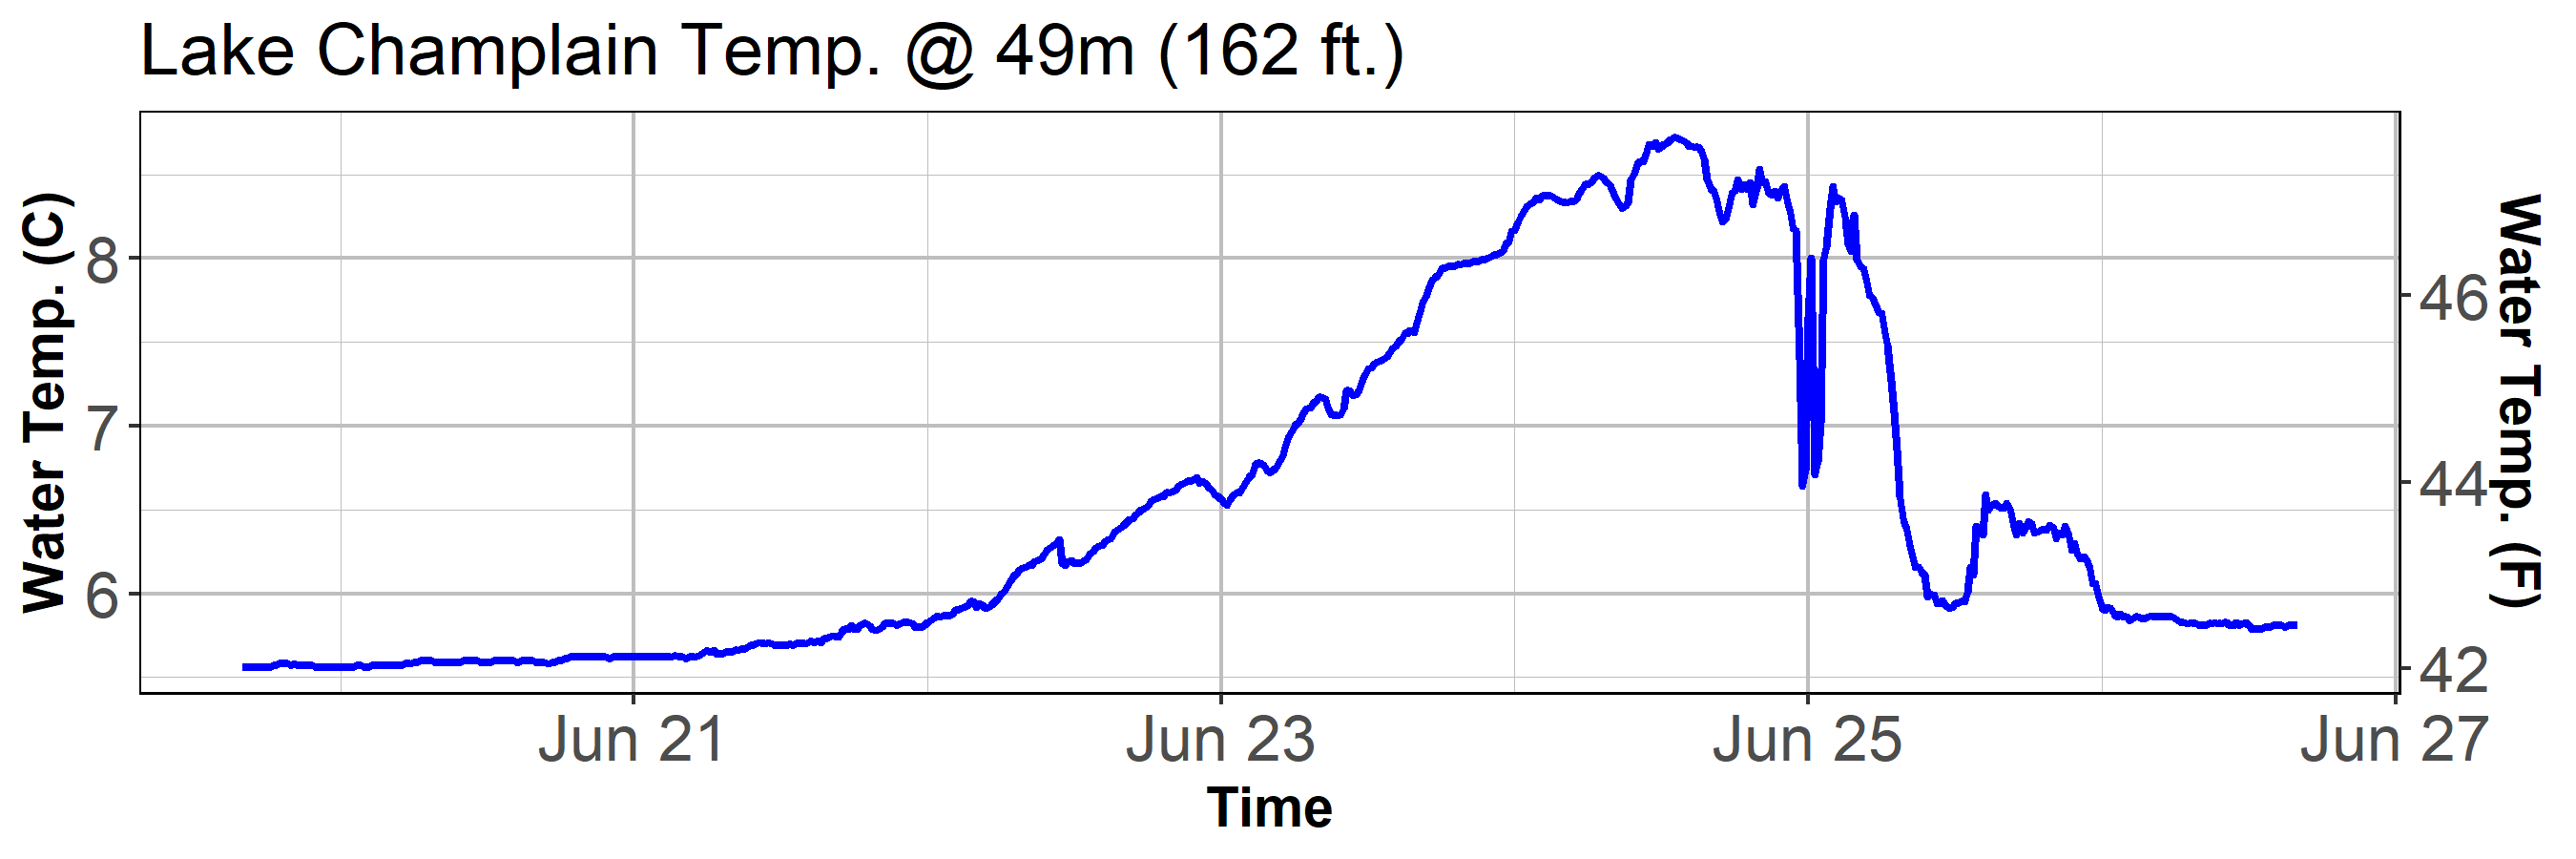 Lake Champlain Temp. @ 49m (162 ft.)
Water Temp. (C)
8
7
6
46
44
42
Water Temp. (F)
Jun 21
Jun 23
Jun 25
Jun 27
Time